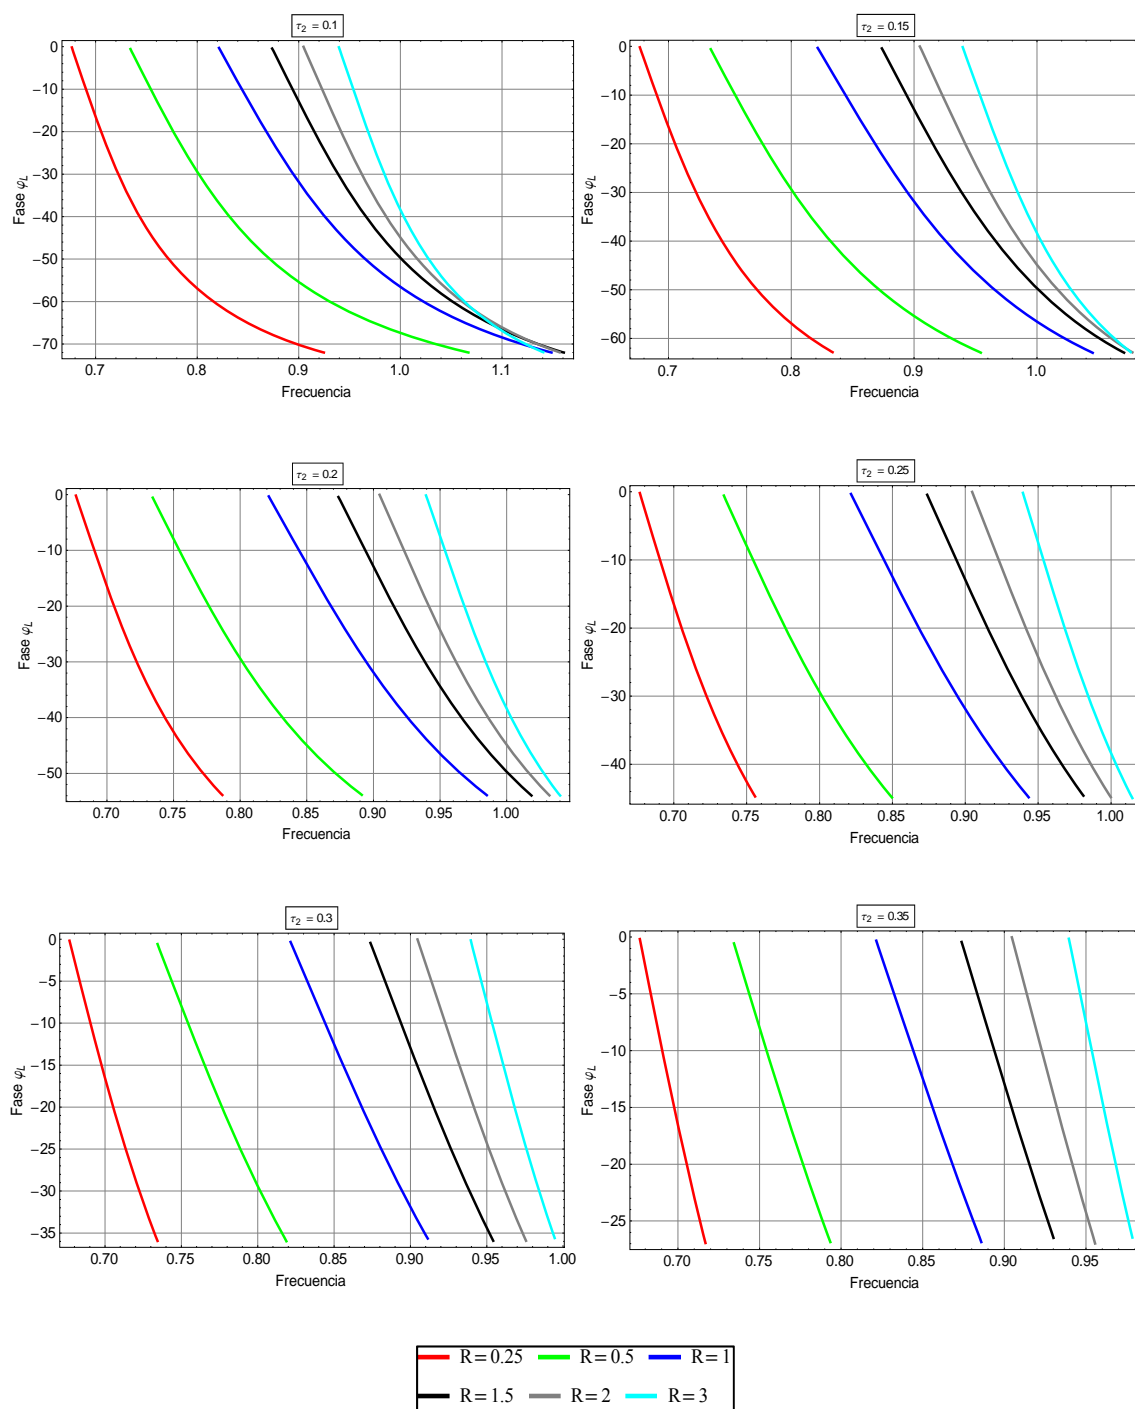 τ2 = 0.1
0
−10
−20
−30
−40
−50
−60
−70
Fase φL
0.7 0.8 0.9 1.0 1.1
Frecuencia
τ2 = 0.15
0
−10
−20
−30
−40
−50
−60
Fase φL
0.7 0.8 0.9 1.0
Frecuencia
τ2 = 0.2
0
−10
−20
−30
−40
−50
Fase φL
0.70 0.75 0.80 0.85 0.90 0.95 1.00
Frecuencia
τ2 = 0.25
0
−10
−20
−30
−40
Fase φL
0.70 0.75 0.80 0.85 0.90 0.95 1.00
Frecuencia
τ2 = 0.3
0
−5
−10
−15
−20
−25
−30
−35
Fase φL
0.70 0.75 0.80 0.85 0.90 0.95 1.00
Frecuencia
τ2 = 0.35
0
−5
−10
−15
−20
−25
Fase φL
0.70 0.75 0.80 0.85 0.90 0.95
Frecuencia
R = 0.25 R = 0.5 R = 1
R = 1.5 R = 2 R = 3